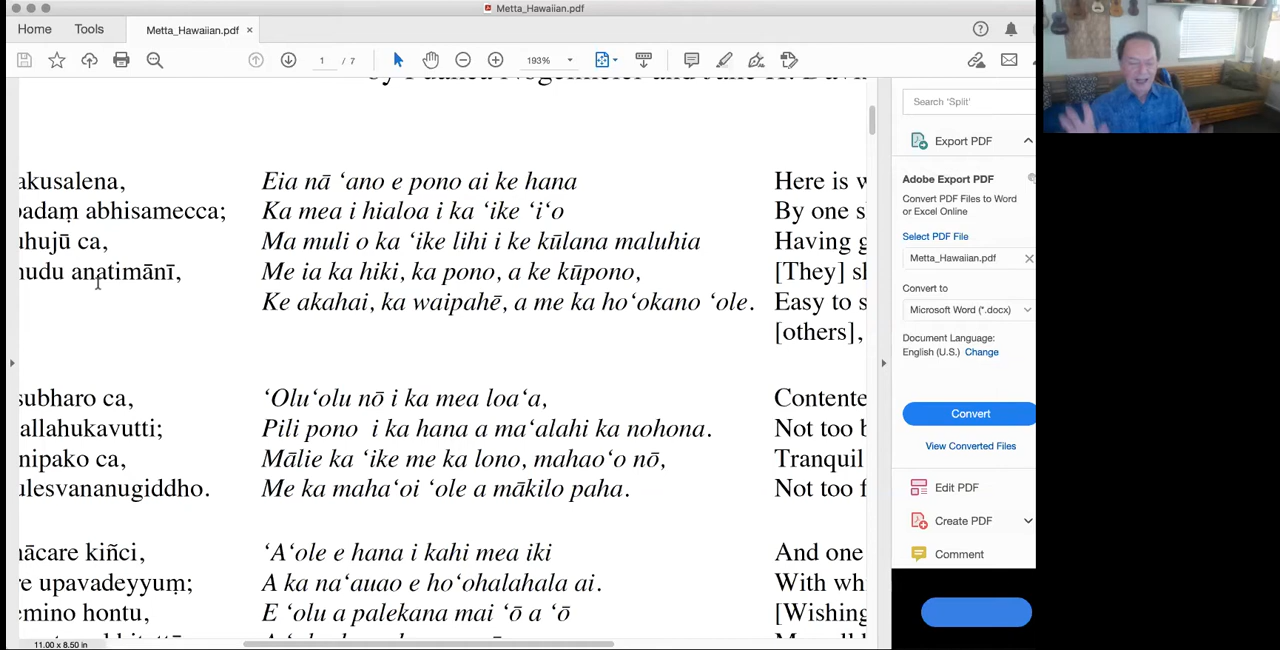 Metta_Hawaiian.pdf
Home
Tools
Metta_Hawaiian.pdf ×
1 / 7
193%
akusalena,
padaṃ abhisamecca;
uhujū ca,
mudu anatimānī,
Eia nā ʻano e pono ai ke hana
Ka mea i hialoa i ka ʻike ʻiʻo
Ma muli o ka ʻike lihi i ke kūlana maluhia
Me ia ka hiki, ka pono, a ke kūpono,
Ke akahai, ka waipahē, a me ka hoʻokano ʻole.
Here is w
By one s
Having g
[They] sh
Easy to s
[others],
subharo ca,
allahukavutti;
nipako ca,
ulesvananugiddho.
ʻOluʻolu nō i ka mea loaʻa,
Pili pono i ka hana a maʻalahi ka nohona.
Mālie ka ʻike me ka lono, mahaoʻo nō,
Me ka mahaʻoi ʻole a mākilo paha.
Contente
Not too b
Tranquil
Not too f
nācare kiñci,
re upavadeyyuṃ;
emino hontu,
ʻAʻole e hana i kahi mea iki
A ka naʻauao e hoʻohalahala ai.
E ʻolu a palekana mai ʻō a ʻō
And one
With wh
[Wishing
11.00 x 8.50 in
Search 'Split'
Export PDF
Adobe Export PDF
Convert PDF Files to Word
or Excel Online
Select PDF File
Metta_Hawaiian.pdf
Convert to
Microsoft Word (*.docx)
Document Language:
English (U.S.) Change
Convert
View Converted Files
Edit PDF
Create PDF
Comment